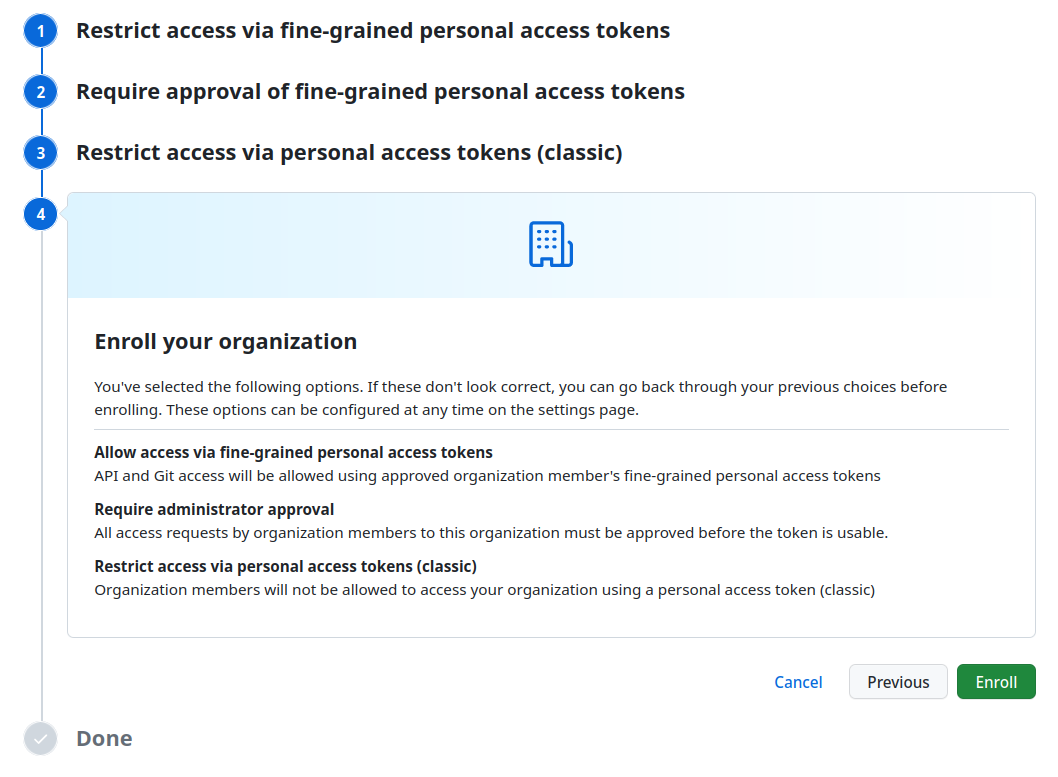 1 Restrict access via fine-grained personal access tokens
2 Require approval of fine-grained personal access tokens
3 Restrict access via personal access tokens (classic)
4
Enroll your organization
You've selected the following options. If these don't look correct, you can go back through your previous choices before
enrolling. These options can be configured at any time on the settings page.
Allow access via fine-grained personal access tokens
API and Git access will be allowed using approved organization member's fine-grained personal access tokens
Require administrator approval
All access requests by organization members to this organization must be approved before the token is usable.
Restrict access via personal access tokens (classic)
Organization members will not be allowed to access your organization using a personal access token (classic)
Cancel Previous Enroll
Done